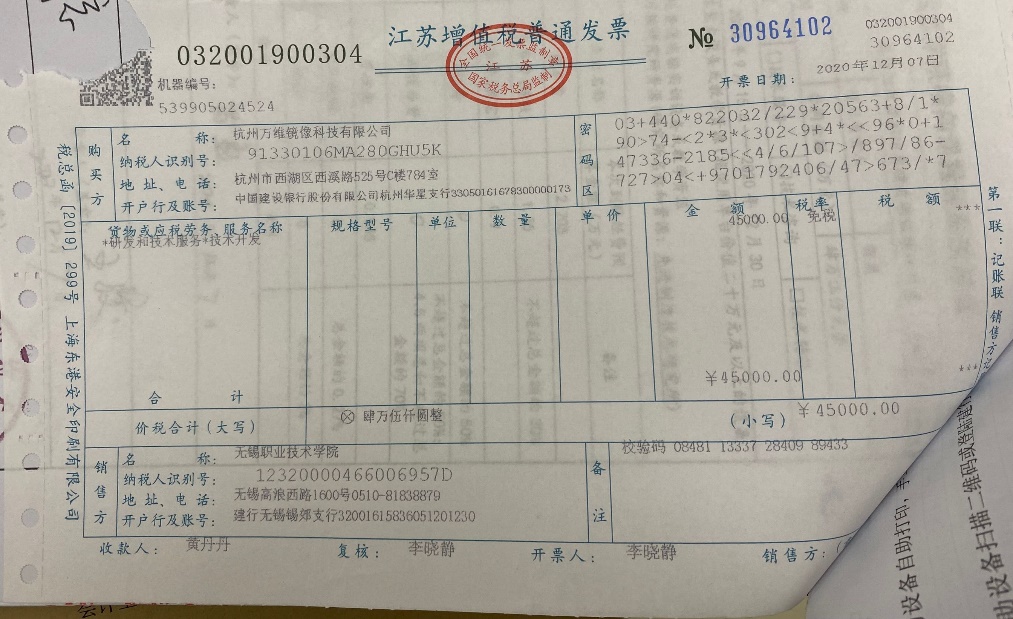 032001900304
江苏增值税普通发票
№ 30964102
032001900304
30964102
机器编号:
539905024524
全国统一发票监制章
江苏
国家税务总局监制
开票日期: 2020年12月07日
购买方
名 称: 杭州万维镜像科技有限公司
纳税人识别号: 91330106MA280GHU5K
地 址、电 话: 杭州市西湖区西溪路525号C楼784室
开户行及账号: 中国建设银行股份有限公司杭州华星支行33050161678300000173
密码区
03+440*822032/229*20563+8/1*
90>74-<2*3*<302<9+4*<<96*0+1
47336-2185<<4/6/107>/897/86-
727>04<+9701792406/47>673/*7
货物或应税劳务、服务名称 规格型号 单位 数 量 单 价 金 额 税率 税 额
*研发和技术服务*技术开发 45000.00 免税 ***
合 计 ¥45000.00 ***
价税合计（大写） ⊗ 肆万伍仟圆整 （小写） ¥45000.00
销售方
名 称: 无锡职业技术学院
纳税人识别号: 12320000466006957D
地 址、电 话: 无锡高浪西路1600号0510-81838879
开户行及账号: 建行无锡锡郊支行32001615836051201230
备注
校验码 08481 13337 28409 89433
收款人: 黄丹丹 复核: 李晓静 开票人: 李晓静 销售方:(
税总函〔2019〕299号 上海东港安全印刷有限公司
第一联:记账联 销售方记
设备自助打印,
助设备扫描二维码或登陆